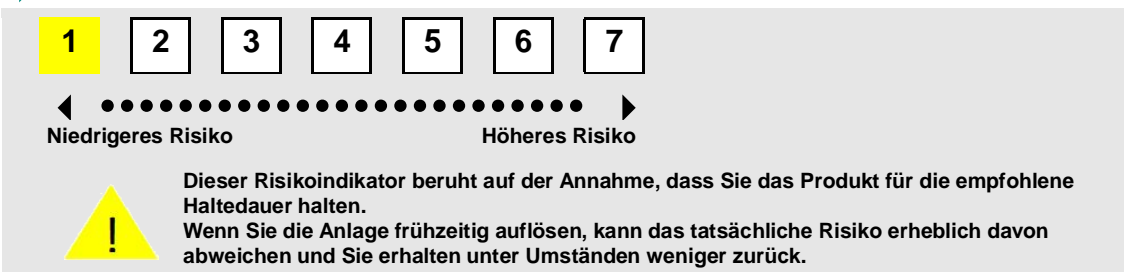 1 2 3 4 5 6 7
Niedrigeres Risiko Höheres Risiko
Dieser Risikoindikator beruht auf der Annahme, dass Sie das Produkt für die empfohlene
Haltedauer halten.
Wenn Sie die Anlage frühzeitig auflösen, kann das tatsächliche Risiko erheblich davon
abweichen und Sie erhalten unter Umständen weniger zurück.
!